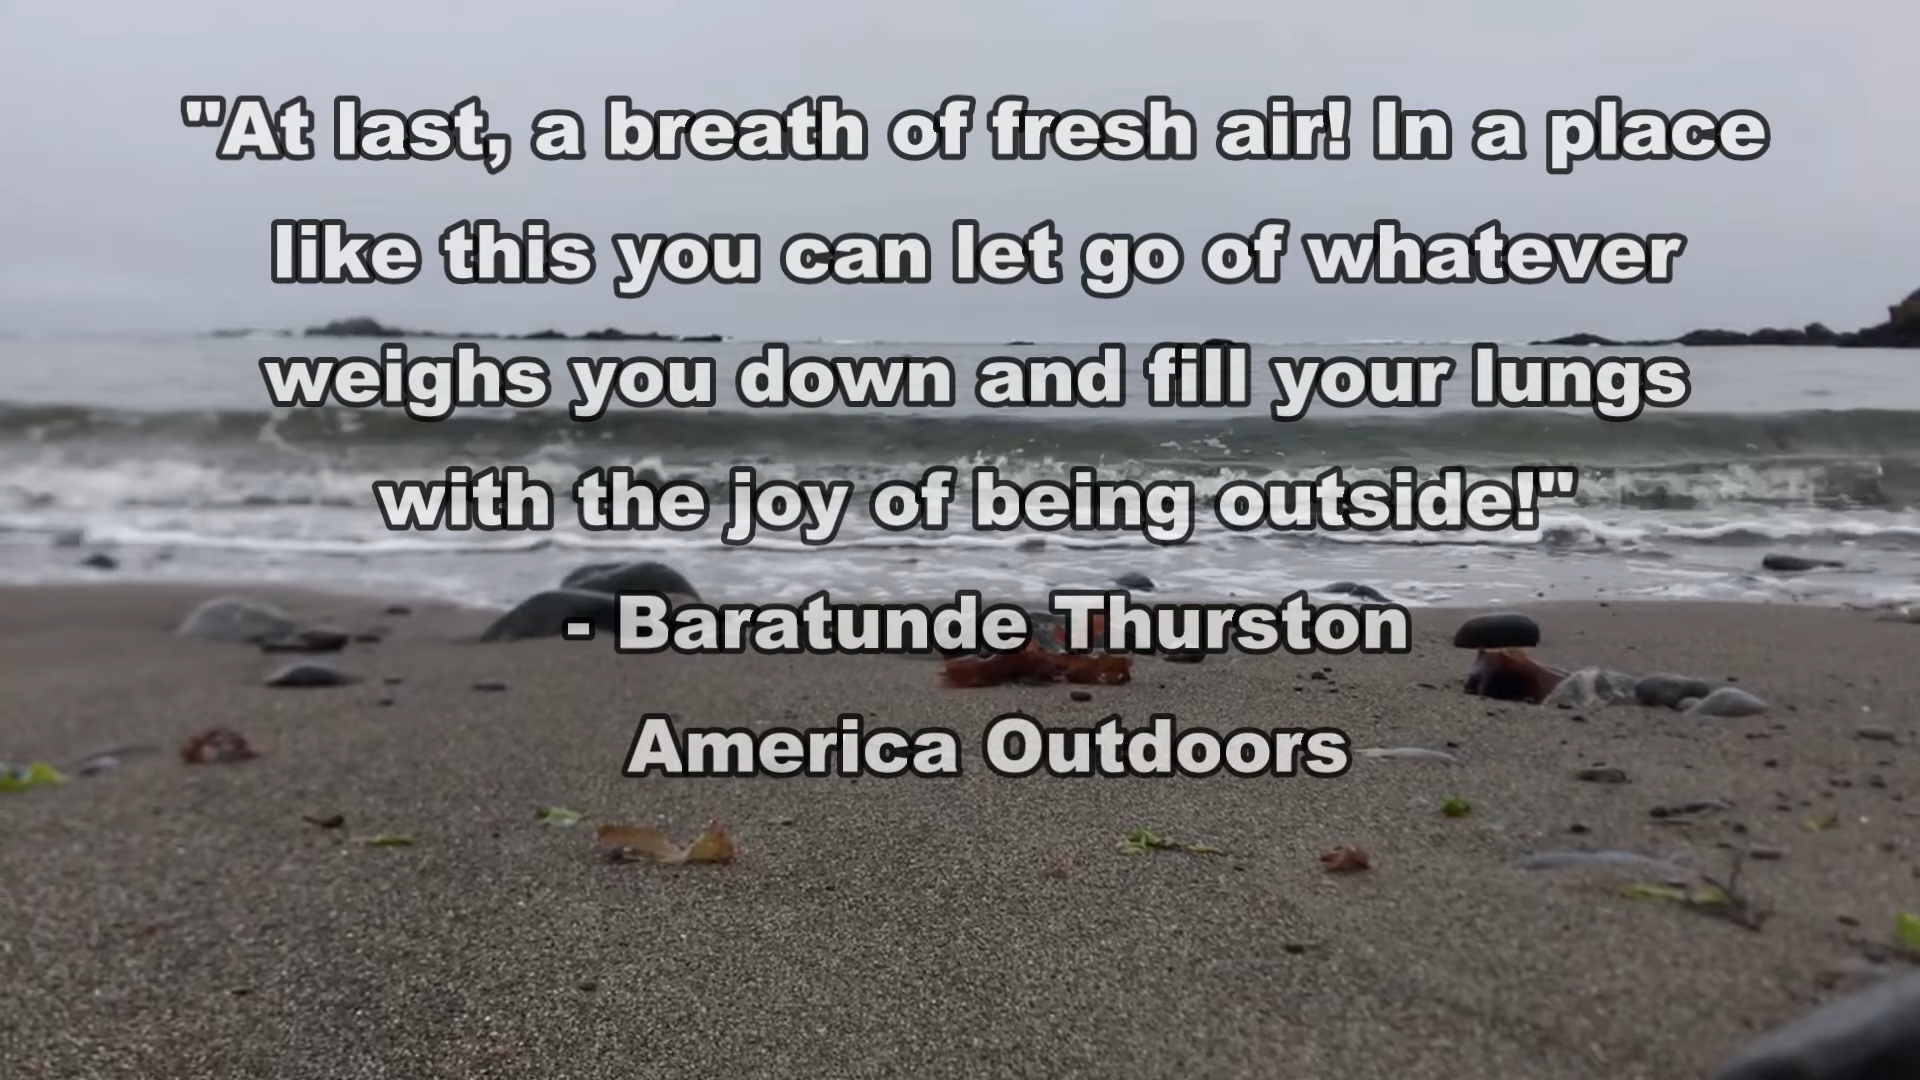 "At last, a breath of fresh air! In a place
like this you can let go of whatever
weighs you down and fill your lungs
with the joy of being outside!"
- Baratunde Thurston
America Outdoors